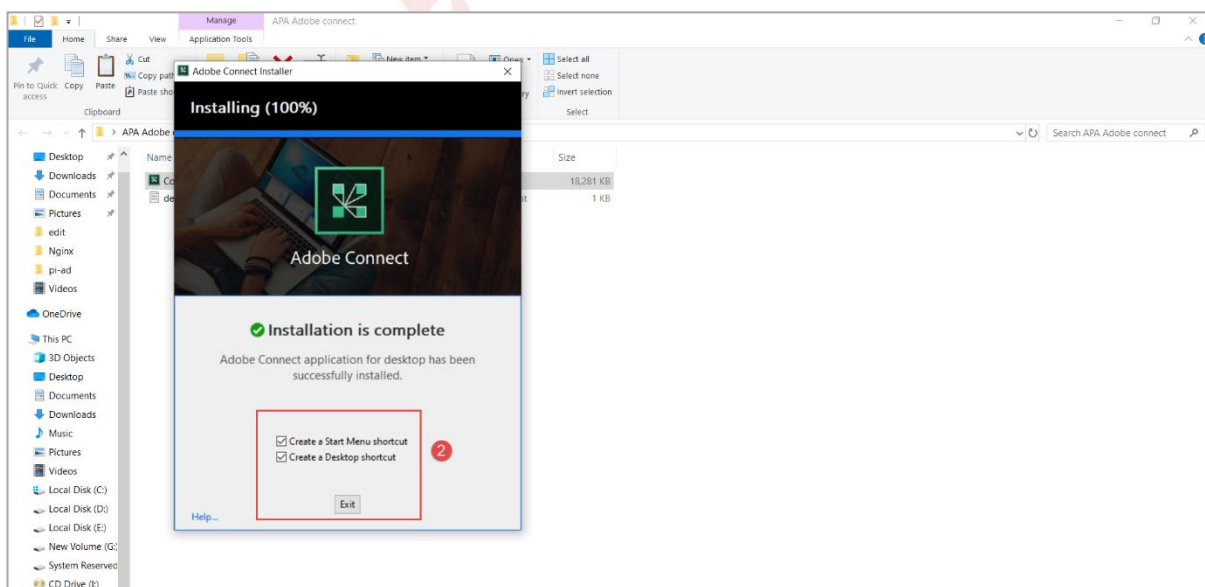 Manage APA Adobe connect
File Home Share View Application Tools
Pin to Quick access
Copy
Paste
Cut
Copy path
Paste
New item
Open
Select all
Select none
Invert selection
Clipboard
Select
APA Adobe
Search APA Adobe connect
Adobe Connect Installer
Installing (100%)
Adobe Connect
Installation is complete
Adobe Connect application for desktop has been
successfully installed.
Create a Start Menu shortcut
Create a Desktop shortcut
2
Exit
Help...
Name
Size
18,281 KB
1 KB
Desktop
Downloads
Documents
Pictures
edit
Nginx
pi-ad
Videos
OneDrive
This PC
3D Objects
Desktop
Documents
Downloads
Music
Pictures
Videos
Local Disk (C:)
Local Disk (D:)
Local Disk (E:)
New Volume (G:
System Reserved
CD Drive (I:)